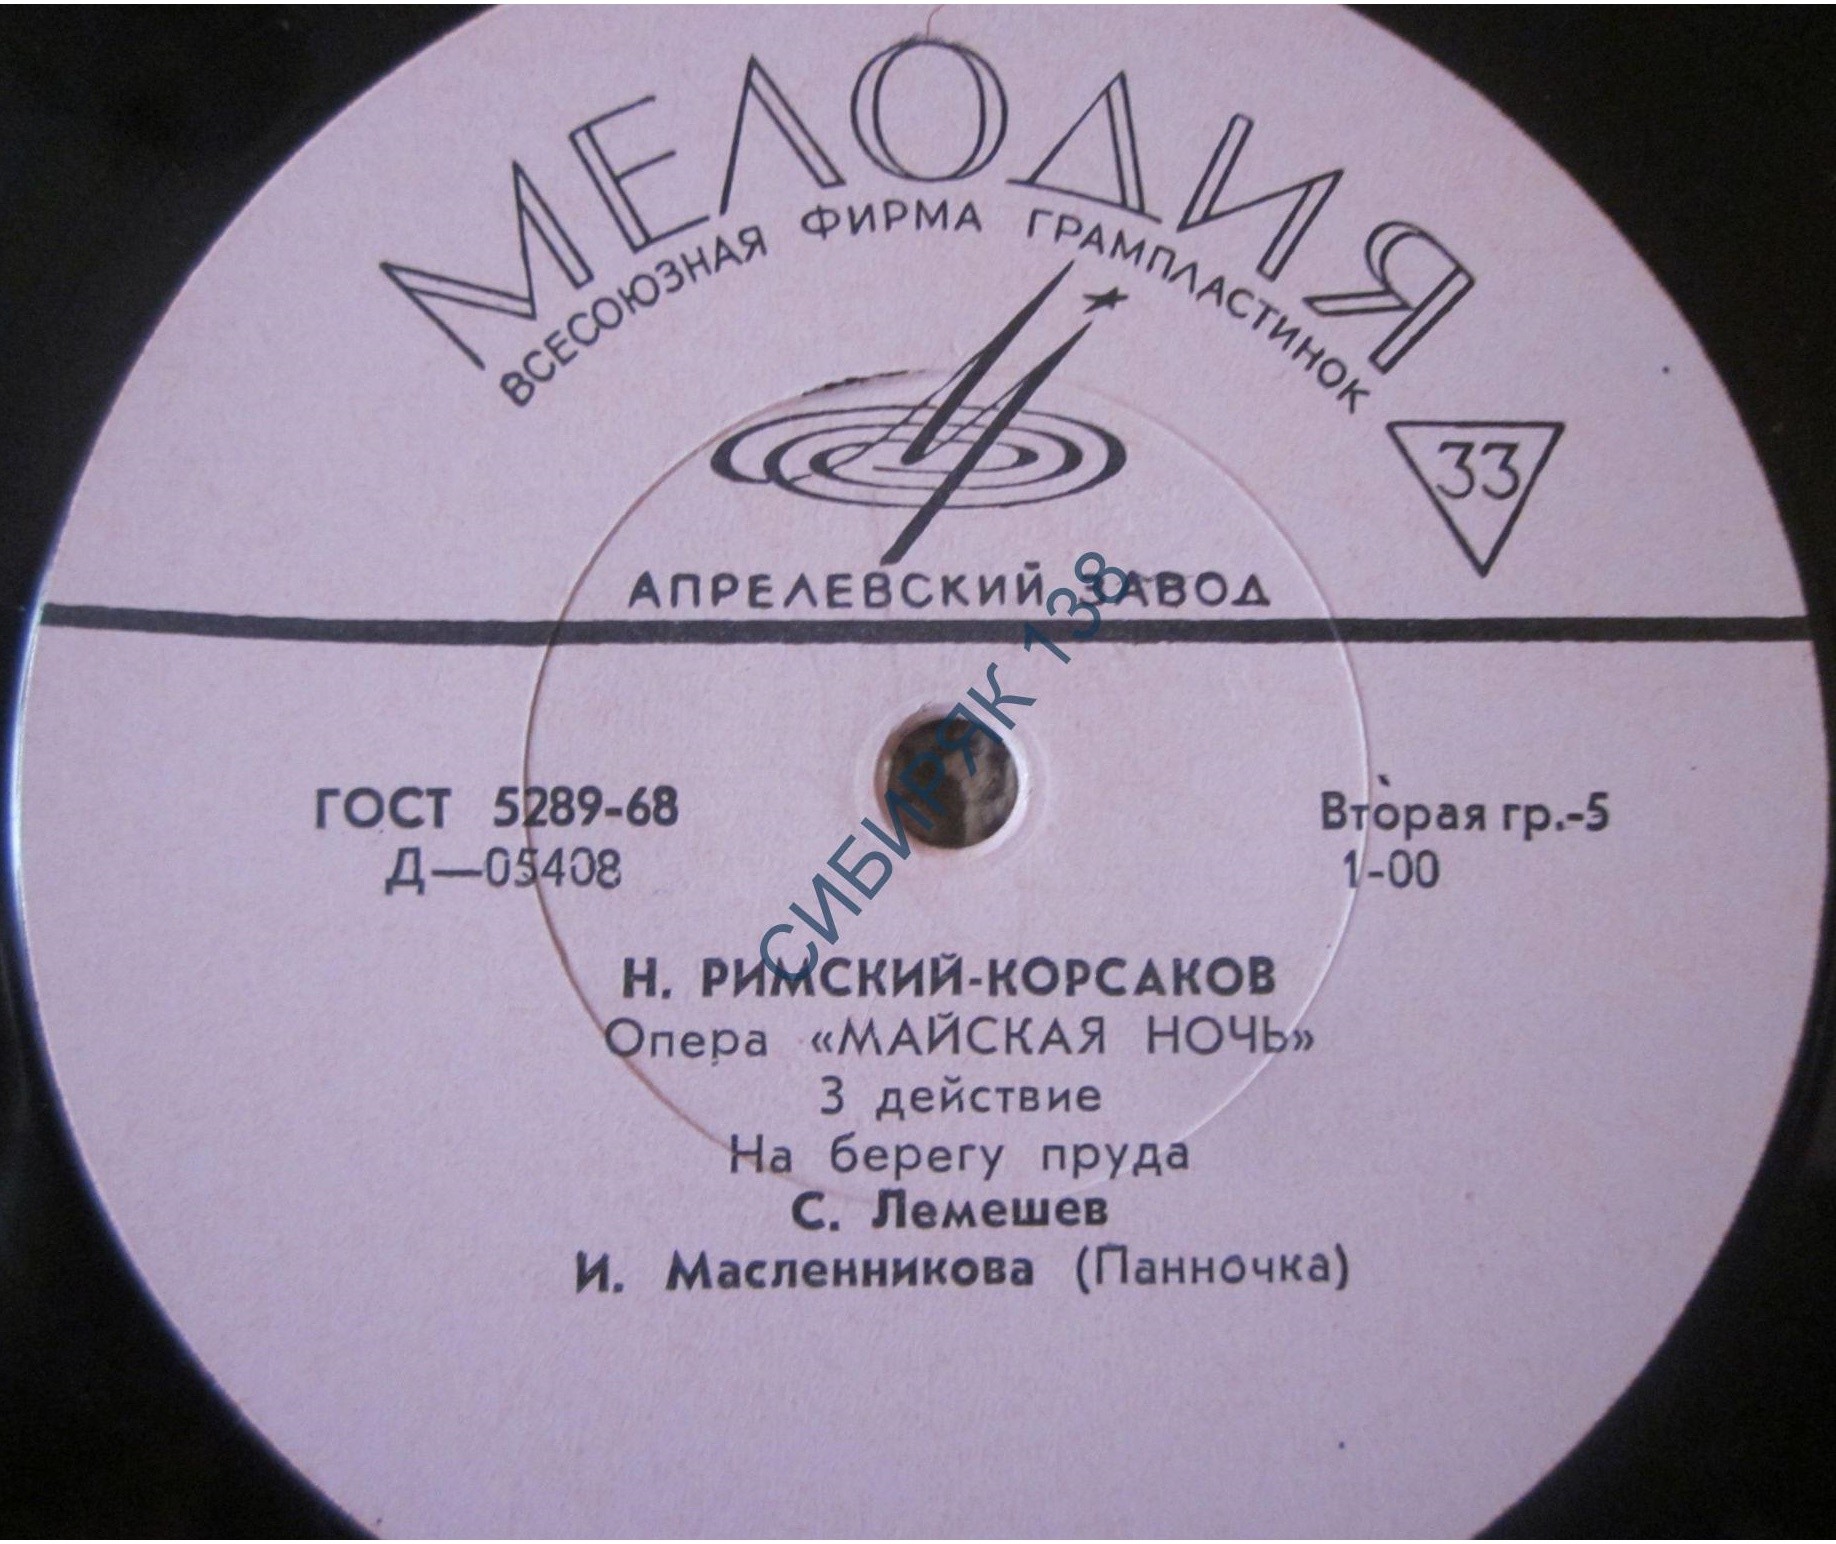 МЕЛОДИЯ
ВСЕСОЮЗНАЯ ФИРМА ГРАМПЛАСТИНОК
33
АПРЕЛЕВСКИЙ ЗАВОД
ГОСТ 5289-68
Д—05408
Вторая гр.-5
1-00
Н. РИМСКИЙ-КОРСАКОВ
Опера «МАЙСКАЯ НОЧЬ»
3 действие
На берегу пруда
С. Лемешев
И. Масленникова (Панночка)
СИБИРЯК 138